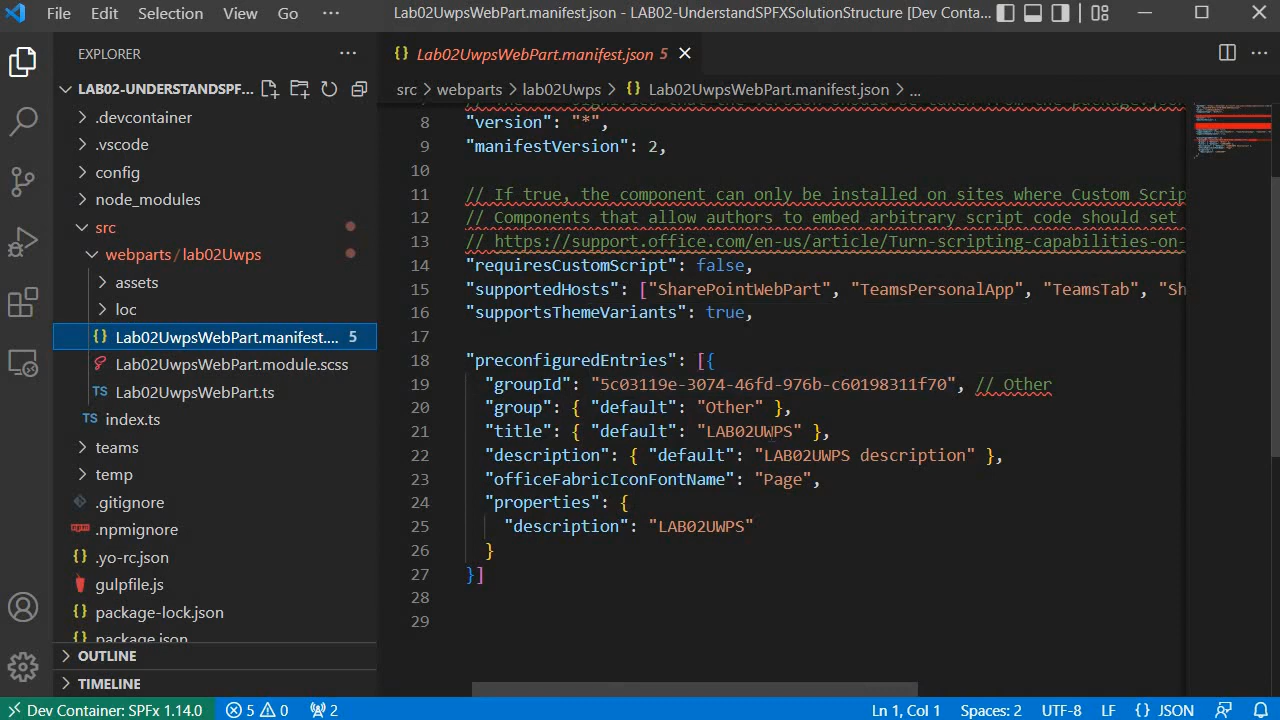 File Edit Selection View Go ··· Lab02UwpsWebPart.manifest.json - LAB02-UnderstandSPFXSolutionStructure [Dev Conta...
EXPLORER ···
LAB02-UNDERSTANDSPF...
.devcontainer
.vscode
config
node_modules
src
webparts / lab02Uwps
assets
loc
{} Lab02UwpsWebPart.manifest.... 5
Lab02UwpsWebPart.module.scss
TS Lab02UwpsWebPart.ts
TS index.ts
teams
temp
.gitignore
npm .npmignore
{} .yo-rc.json
gulpfile.js
{} package-lock.json
{} package.json
OUTLINE
TIMELINE
{} Lab02UwpsWebPart.manifest.json 5
src > webparts > lab02Uwps > {} Lab02UwpsWebPart.manifest.json > ...
8 "version": "*",
9 "manifestVersion": 2,
10
11 // If true, the component can only be installed on sites where Custom Scrip
12 // Components that allow authors to embed arbitrary script code should set
13 // https://support.office.com/en-us/article/Turn-scripting-capabilities-on-
14 "requiresCustomScript": false,
15 "supportedHosts": ["SharePointWebPart", "TeamsPersonalApp", "TeamsTab", "Sh
16 "supportsThemeVariants": true,
17
18 "preconfiguredEntries": [{
19 "groupId": "5c03119e-3074-46fd-976b-c60198311f70", // Other
20 "group": { "default": "Other" },
21 "title": { "default": "LAB02UWPS" },
22 "description": { "default": "LAB02UWPS description" },
23 "officeFabricIconFontName": "Page",
24 "properties": {
25 "description": "LAB02UWPS"
26 }
27 }]
28
29
Dev Container: SPFx 1.14.0 5 0 2 Ln 1, Col 1 Spaces: 2 UTF-8 LF {} JSON